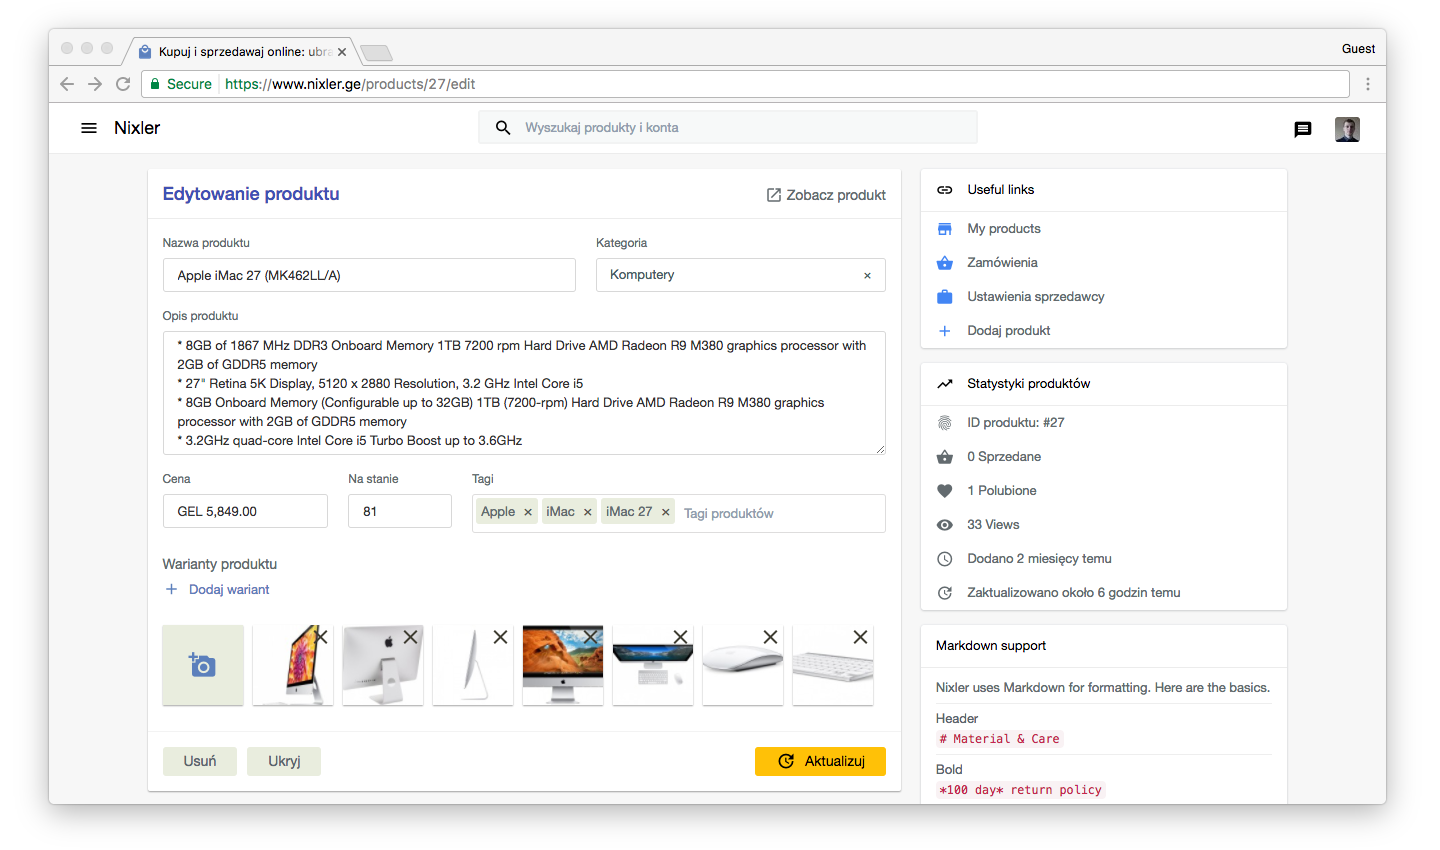 Kupuj i sprzedawaj online: ubra
Guest
Secure
https://www.nixler.ge/products/27/edit
Nixler
Wyszukaj produkty i konta
Edytowanie produktu
Zobacz produkt
Nazwa produktu
Kategoria
Apple iMac 27 (MK462LL/A)
Komputery
×
Opis produktu
* 8GB of 1867 MHz DDR3 Onboard Memory 1TB 7200 rpm Hard Drive AMD Radeon R9 M380 graphics processor with
2GB of GDDR5 memory
* 27" Retina 5K Display, 5120 x 2880 Resolution, 3.2 GHz Intel Core i5
* 8GB Onboard Memory (Configurable up to 32GB) 1TB (7200-rpm) Hard Drive AMD Radeon R9 M380 graphics
processor with 2GB of GDDR5 memory
* 3.2GHz quad-core Intel Core i5 Turbo Boost up to 3.6GHz
Cena
Na stanie
Tagi
GEL 5,849.00
81
Apple × iMac × iMac 27 × Tagi produktów
Warianty produktu
+ Dodaj wariant
Usuń
Ukryj
Aktualizuj
Useful links
My products
Zamówienia
Ustawienia sprzedawcy
Dodaj produkt
Statystyki produktów
ID produktu: #27
0 Sprzedane
1 Polubione
33 Views
Dodano 2 miesięcy temu
Zaktualizowano około 6 godzin temu
Markdown support
Nixler uses Markdown for formatting. Here are the basics.
Header
# Material & Care
Bold
*100 day* return policy